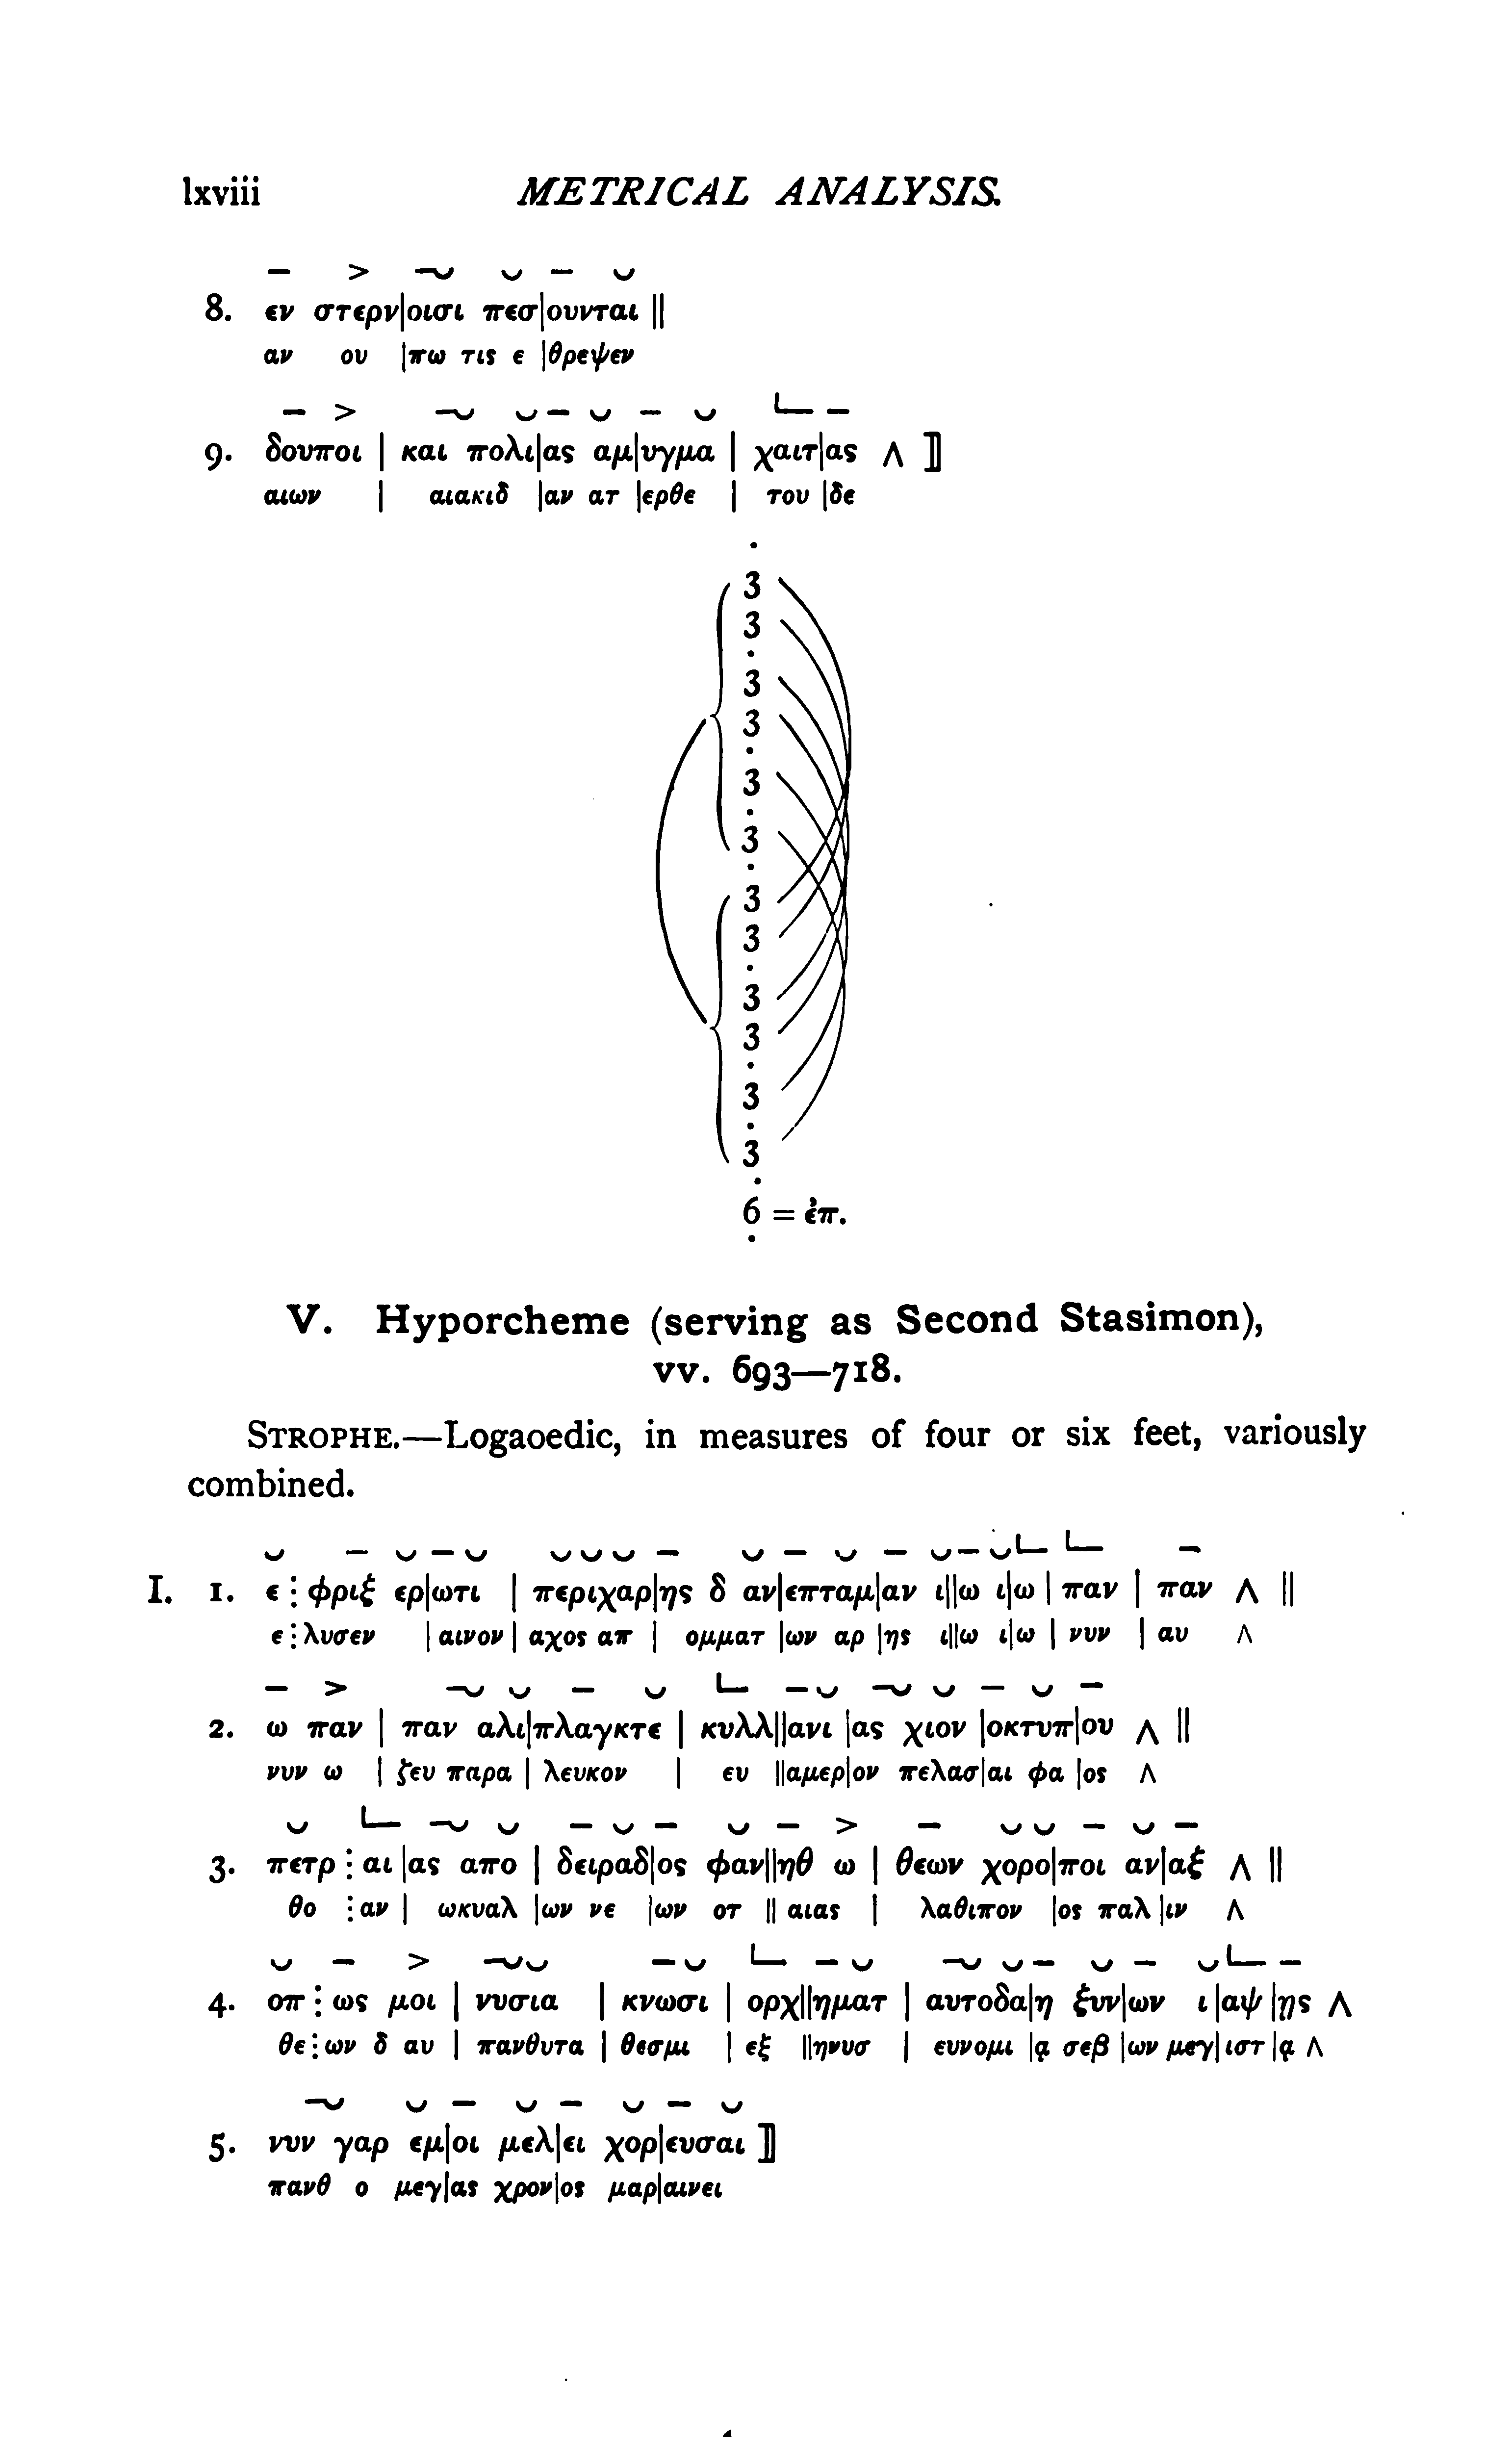 lxviii METRICAL ANALYSIS.
– > –⏑ ⏑ – ⏑
8. εν στερν|οισι πεσ|ουνται ||
αν ου |πω τις ε |θρεψεν
– > –⏑ ⏑ – ⏑ – ⏑ ⌞— –
9. δουποι | και πολι|ας αμ|υγμα | χαιτ|ας Λ ]]
αιων | αιακιδ |αν ατ |ερθε | του |δε
.
3
3
.
3
3
.
3
.
3
.
3
3
.
3
3
.
3
.
3
.
6 = ἐπ.
.
V. Hyporcheme (serving as Second Stasimon),
vv. 693—718.
STROPHE.—Logaoedic, in measures of four or six feet, variously
combined.
⏑ – ⏑ – ⏑ ⏑ ⏑ ⏑ – ⏑ – ⏑ – ⏑ – ⏑ ⌞— ⌞— –
I. 1. ε ⋮ φριξ ερ|ωτι | περιχαρ|ης δ αν|επταμ|αν ι||ω ι|ω | παν | παν Λ ||
ε ⋮ λυσεν | αινον | αχος απ | ομματ |ων αρ |ης ι||ω ι|ω | νυν | αυ Λ
– > –⏑ ⏑ – ⏑ ⌞— – ⏑ –⏑ ⏑ – ⏑ –
2. ω παν | παν αλι|πλαγκτε | κυλλ||ανι |ας χιον |οκτυπ|ου Λ ||
νυν ω | ζευ παρα | λευκον | ευ ||αμερ|ον πελασ|αι φα |ος Λ
⏑ ⌞— –⏑ ⏑ – ⏑ – ⏑ – > – ⏑ ⏑ – ⏑ –
3. πετρ ⋮ αι |ας απο | δειραδ|ος φαν||ηθ ω | θεων χορο|ποι αν|αξ Λ ||
θο ⋮ αν | ωκυαλ |ων νε |ων οτ || αιας | λαθιπον |ος παλ |ιν Λ
⏑ – > –⏑ ⏑ – ⏑ ⌞— – ⏑ –⏑ ⏑ – ⏑ – ⏑ ⌞— –
4. οπ ⋮ ως μοι | νυσια | κνωσι | ορχ||ηματ | αυτοδα|η ξυν|ων ι |αψ |ῃς Λ
θε ⋮ ων δ αυ | πανθυτα | θεσμι | εξ ||ηνυσ | ευνομι |ᾳ σεβ |ων μεγ| ιστ |ᾳ Λ
–⏑ ⏑ – ⏑ – ⏑ – ⏑
5. νυν γαρ εμ|οι μελ|ει χορ|ευσαι ]]
πανθ ο μεγ|ας χρον|ος μαρ|αινει